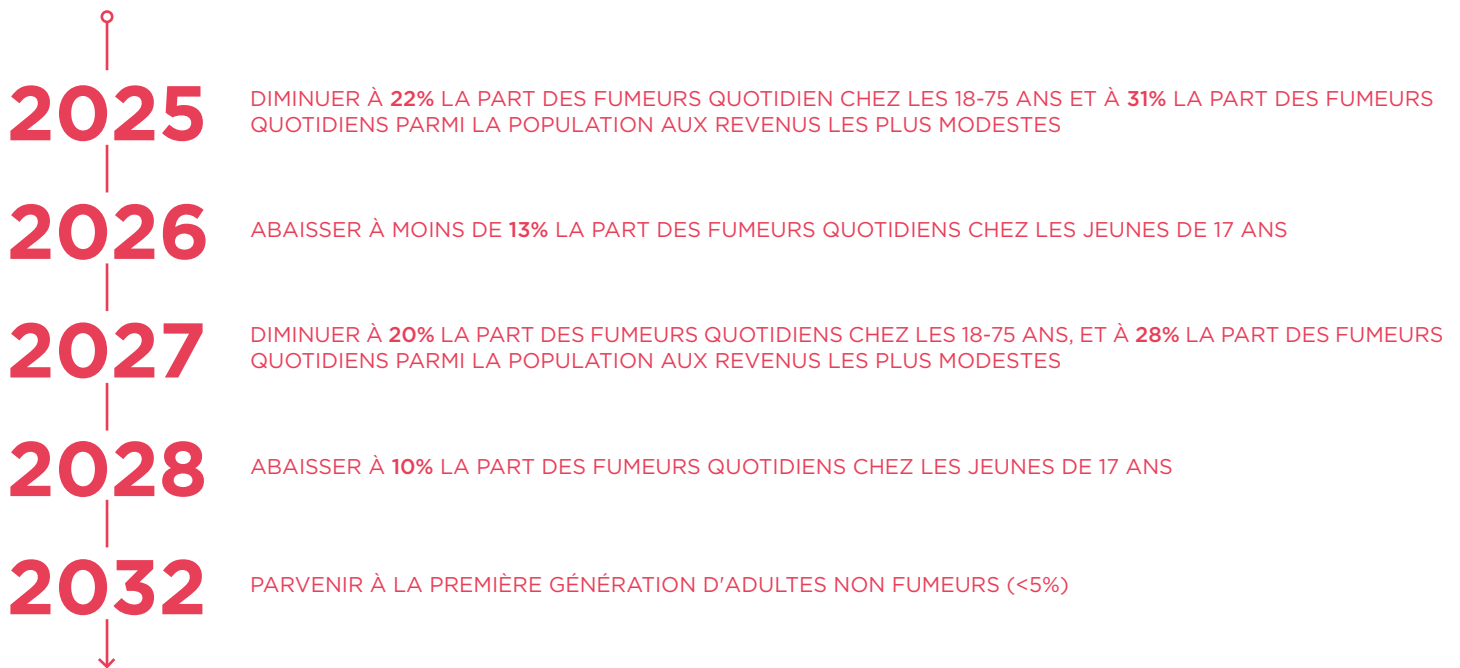 2025
DIMINUER À 22% LA PART DES FUMEURS QUOTIDIEN CHEZ LES 18-75 ANS ET À 31% LA PART DES FUMEURS
QUOTIDIENS PARMI LA POPULATION AUX REVENUS LES PLUS MODESTES
2026
ABAISSER À MOINS DE 13% LA PART DES FUMEURS QUOTIDIENS CHEZ LES JEUNES DE 17 ANS
2027
DIMINUER À 20% LA PART DES FUMEURS QUOTIDIENS CHEZ LES 18-75 ANS, ET À 28% LA PART DES FUMEURS
QUOTIDIENS PARMI LA POPULATION AUX REVENUS LES PLUS MODESTES
2028
ABAISSER À 10% LA PART DES FUMEURS QUOTIDIENS CHEZ LES JEUNES DE 17 ANS
2032
PARVENIR À LA PREMIÈRE GÉNÉRATION D'ADULTES NON FUMEURS (<5%)